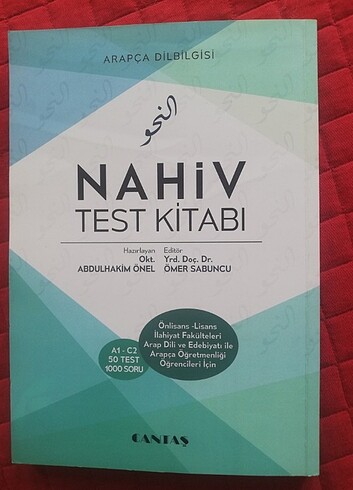 ARAPÇA DİLBİLGİSİ
النحو
NAHİV
TEST KİTABI
Hazırlayan
Okt.
ABDULHAKİM ÖNEL
Editör
Yrd. Doç. Dr.
ÖMER SABUNCU
A1 - C2
50 TEST
1000 SORU
Önlisans -Lisans
İlahiyat Fakülteleri
Arap Dili ve Edebiyatı ile
Arapça Öğretmenliği
Öğrencileri İçin
CANTAŞ